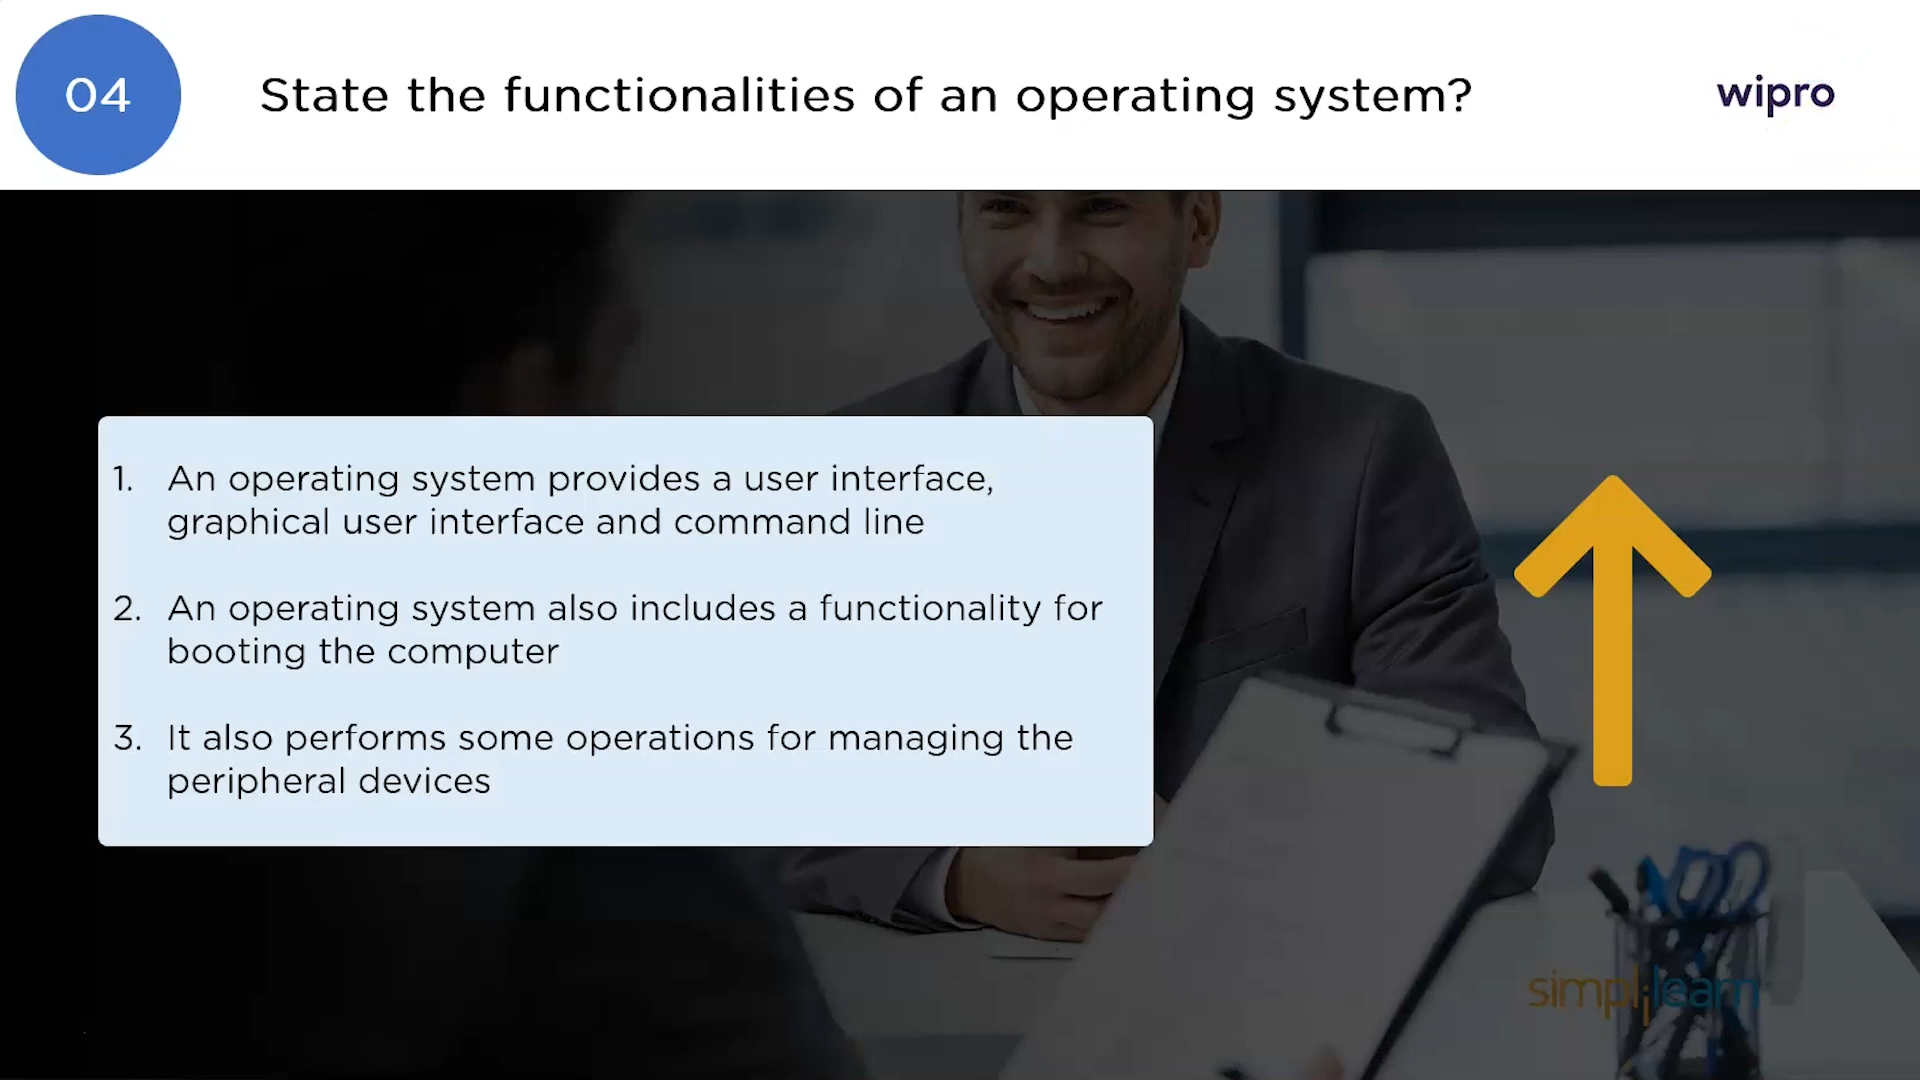 04
State the functionalities of an operating system?
wipro
1. An operating system provides a user interface,
graphical user interface and command line
2. An operating system also includes a functionality for
booting the computer
3. It also performs some operations for managing the
peripheral devices
simplilearn